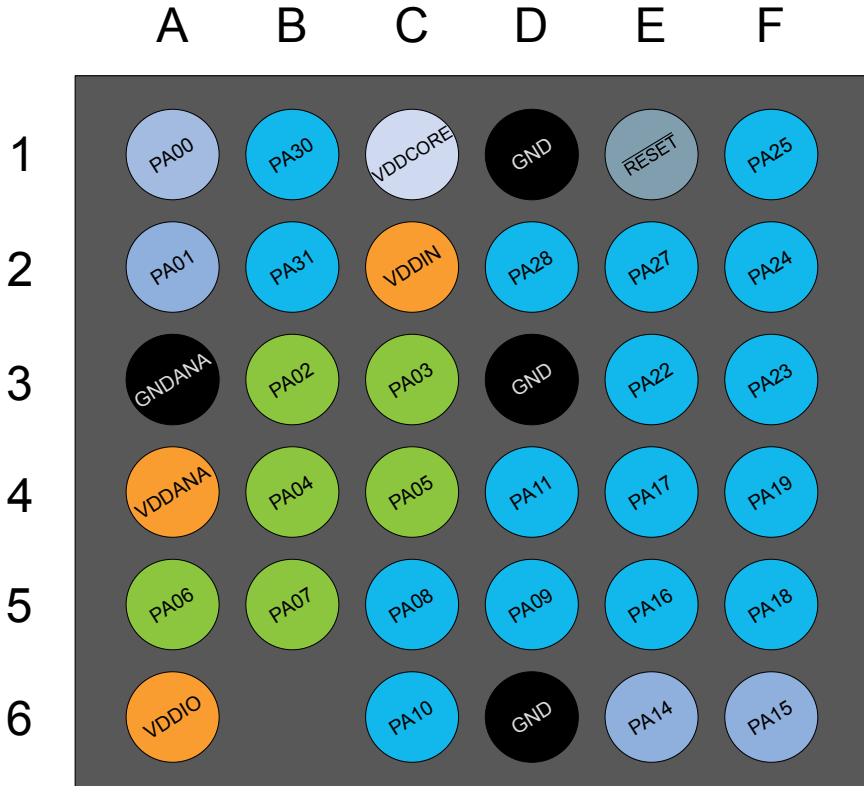 A B C D E F
1 PA00 PA30 VDDCORE GND RESET PA25
2 PA01 PA31 VDDIN PA28 PA27 PA24
3 GNDANA PA02 PA03 GND PA22 PA23
4 VDDANA PA04 PA05 PA11 PA17 PA19
5 PA06 PA07 PA08 PA09 PA16 PA18
6 VDDIO PA10 GND PA14 PA15